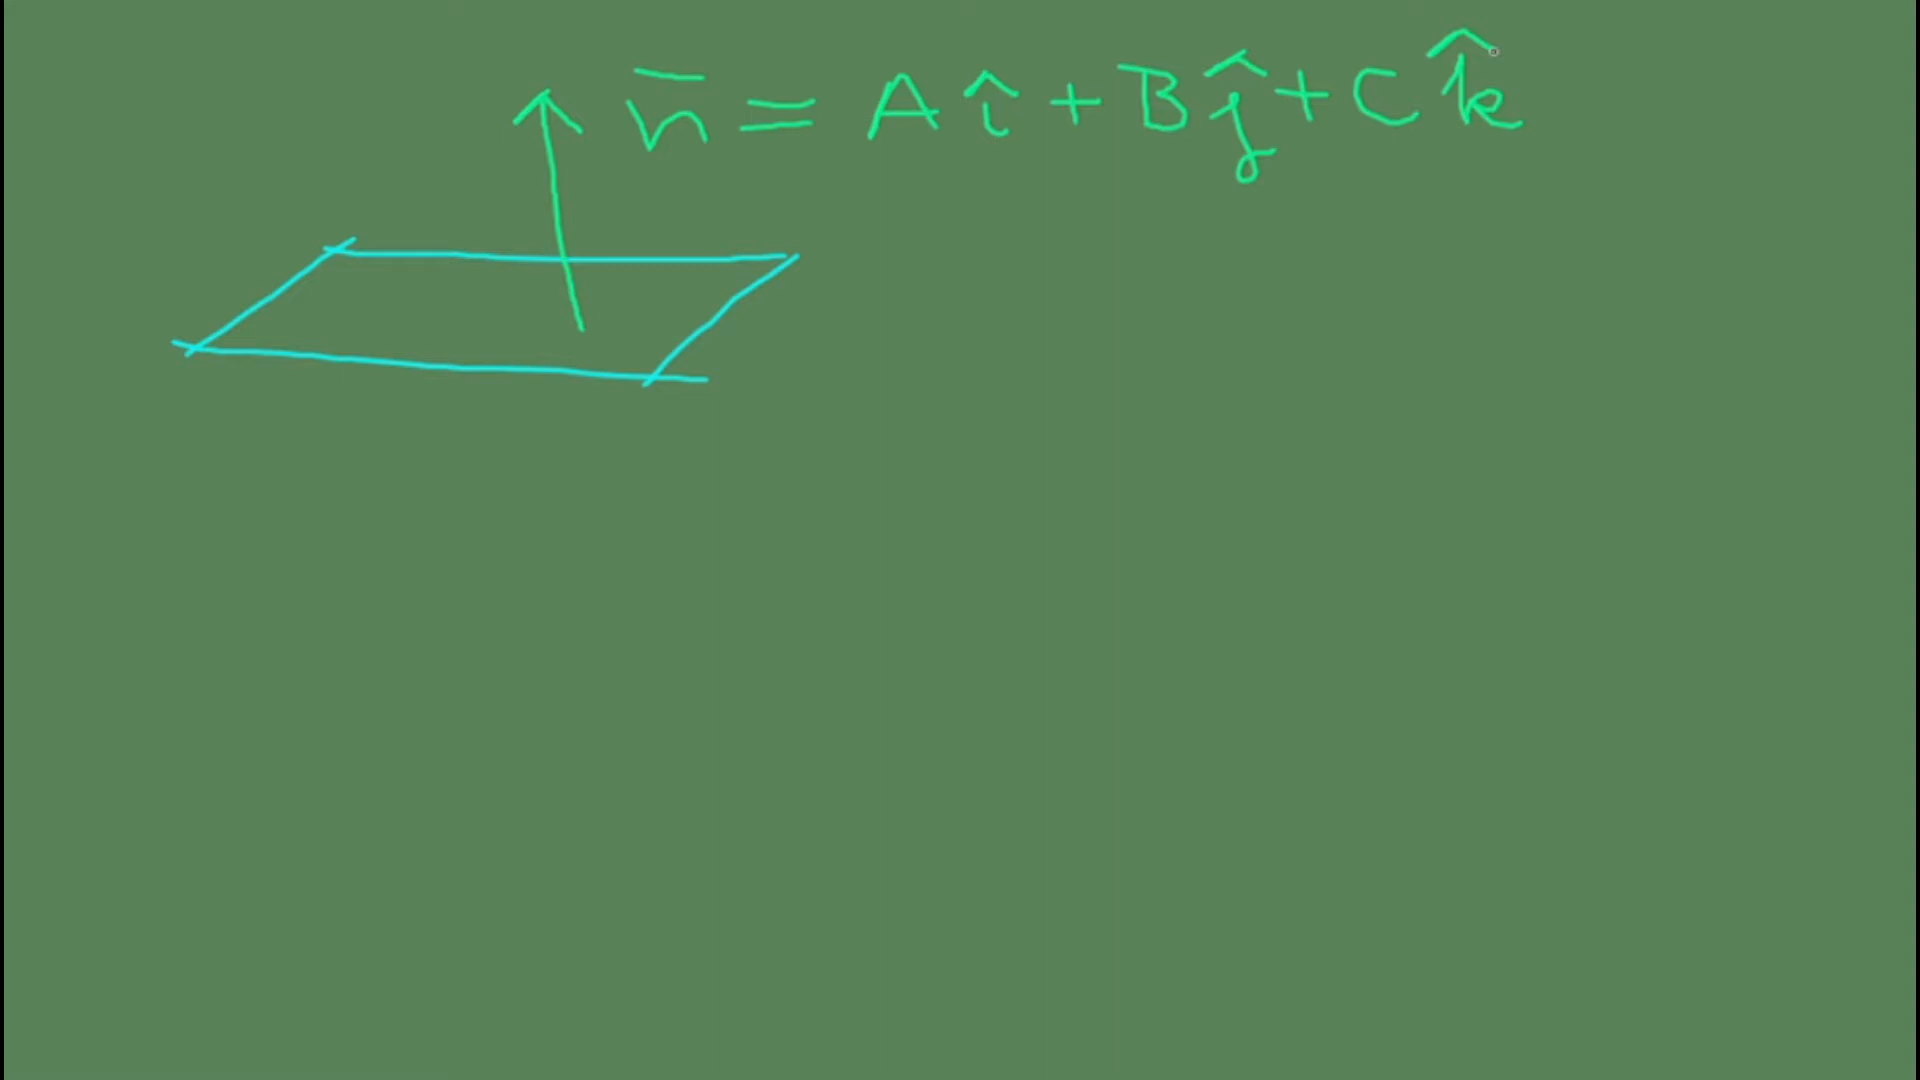 n̄ = A î + B ĵ + C k̂